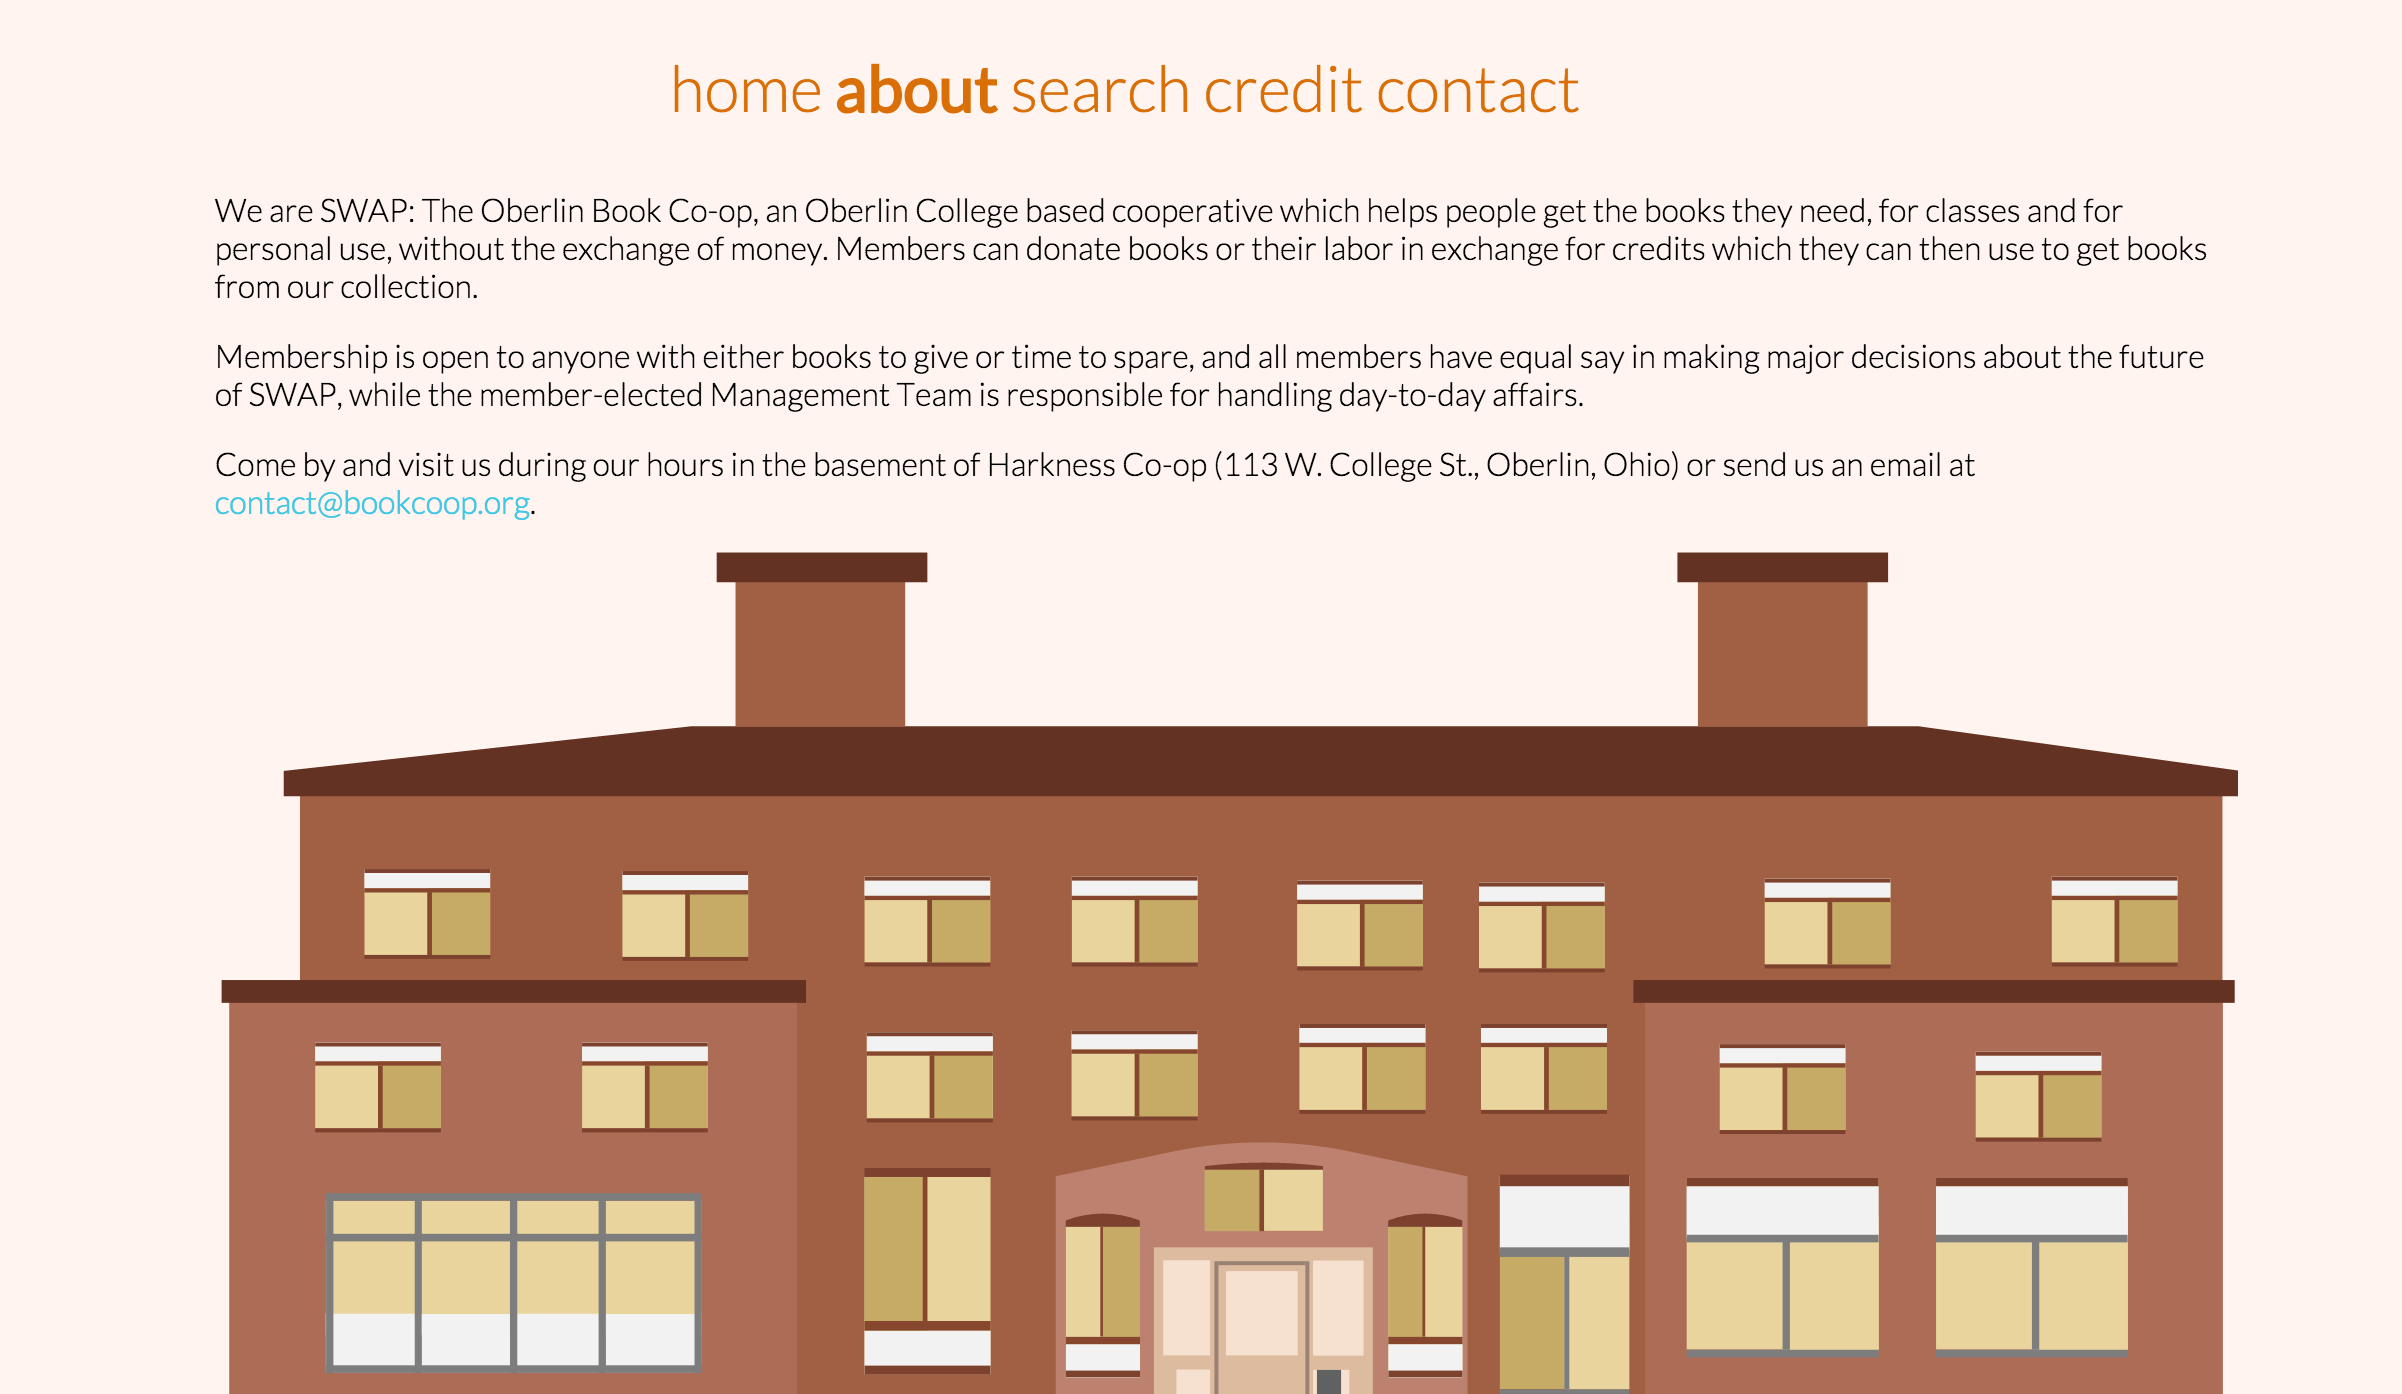 home about search credit contact
We are SWAP: The Oberlin Book Co-op, an Oberlin College based cooperative which helps people get the books they need, for classes and for
personal use, without the exchange of money. Members can donate books or their labor in exchange for credits which they can then use to get books
from our collection.
Membership is open to anyone with either books to give or time to spare, and all members have equal say in making major decisions about the future
of SWAP, while the member-elected Management Team is responsible for handling day-to-day affairs.
Come by and visit us during our hours in the basement of Harkness Co-op (113 W. College St., Oberlin, Ohio) or send us an email at
contact@bookcoop.org.